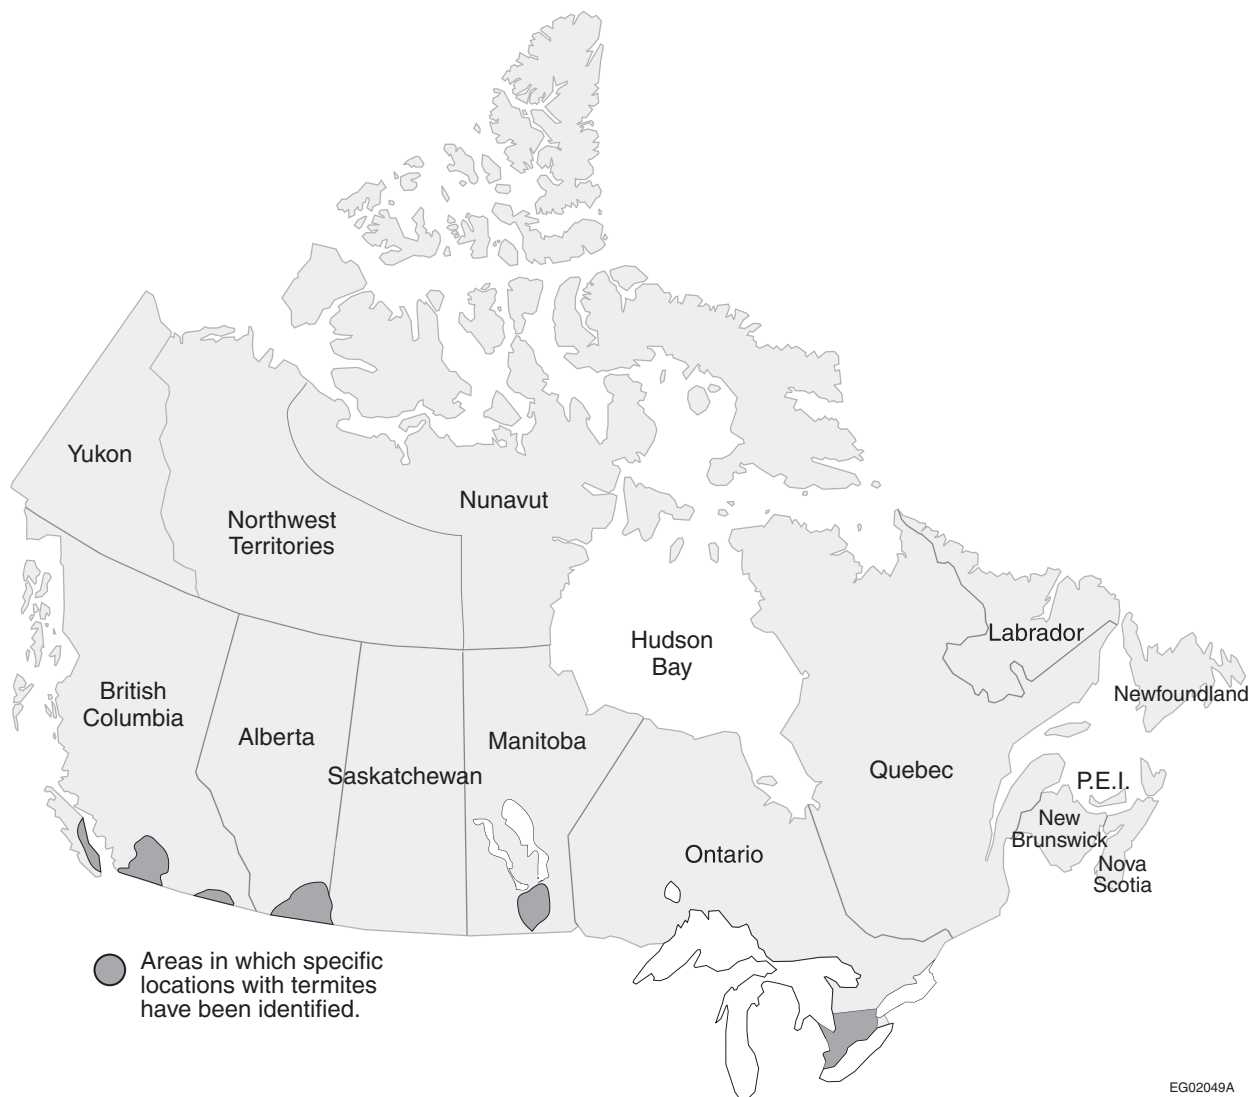 Yukon
Northwest
Territories
Nunavut
Hudson
Bay
Labrador
Newfoundland
British
Columbia
Alberta
Saskatchewan
Manitoba
Quebec
P.E.I.
New
Brunswick
Nova
Scotia
Ontario
Areas in which specific
locations with termites
have been identified.
EG02049A